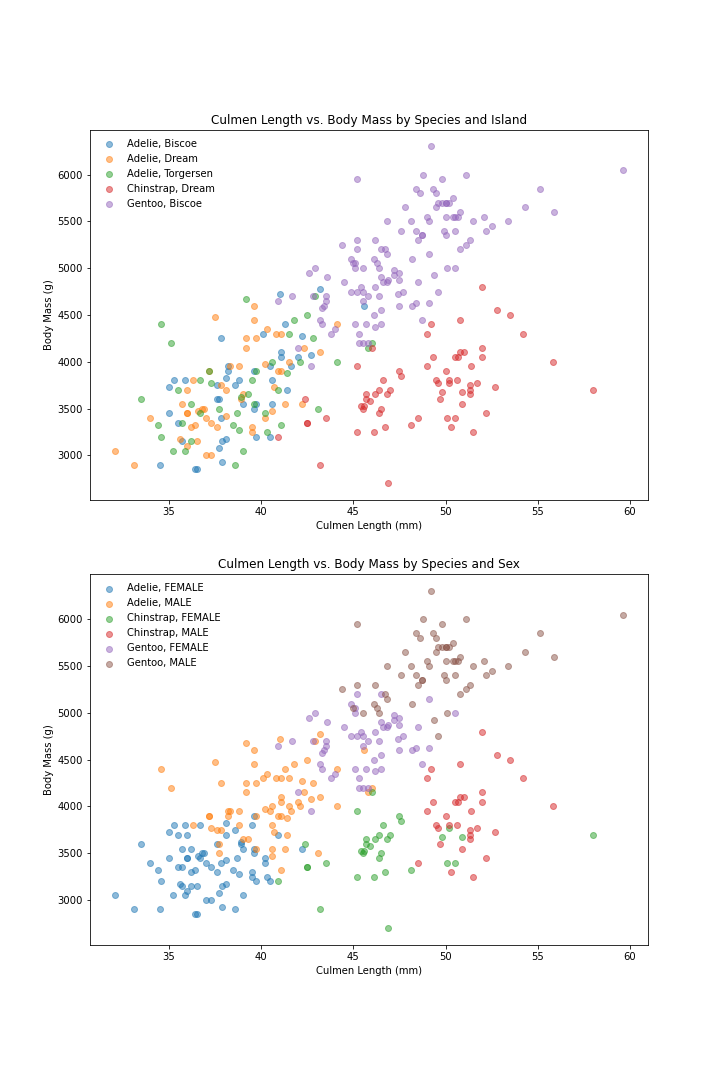 Culmen Length vs. Body Mass by Species and Island
Adelie, Biscoe
Adelie, Dream
Adelie, Torgersen
Chinstrap, Dream
Gentoo, Biscoe
6000
5500
5000
4500
4000
3500
3000
Body Mass (g)
35 40 45 50 55 60
Culmen Length (mm)
Culmen Length vs. Body Mass by Species and Sex
Adelie, FEMALE
Adelie, MALE
Chinstrap, FEMALE
Chinstrap, MALE
Gentoo, FEMALE
Gentoo, MALE
6000
5500
5000
4500
4000
3500
3000
Body Mass (g)
35 40 45 50 55 60
Culmen Length (mm)